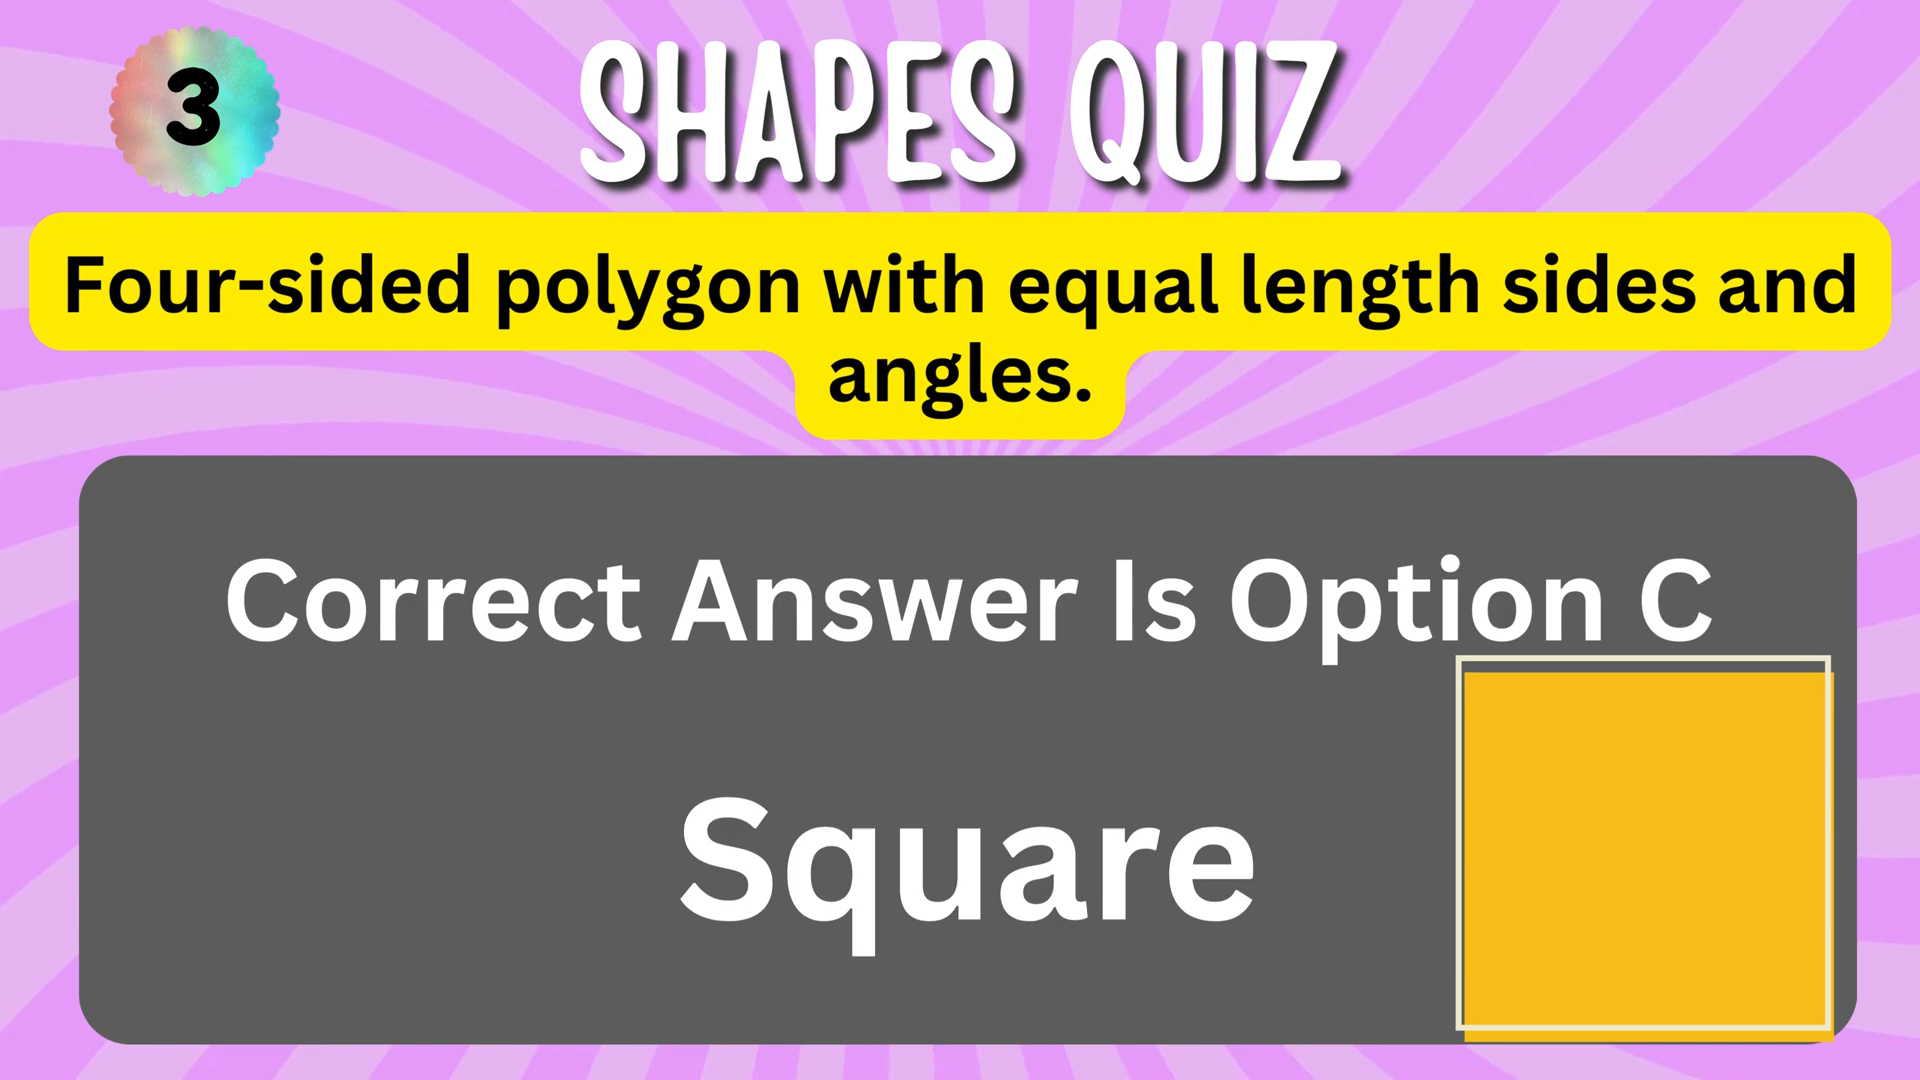 3
SHAPES QUIZ
Four-sided polygon with equal length sides and
angles.
Correct Answer Is Option C
Square